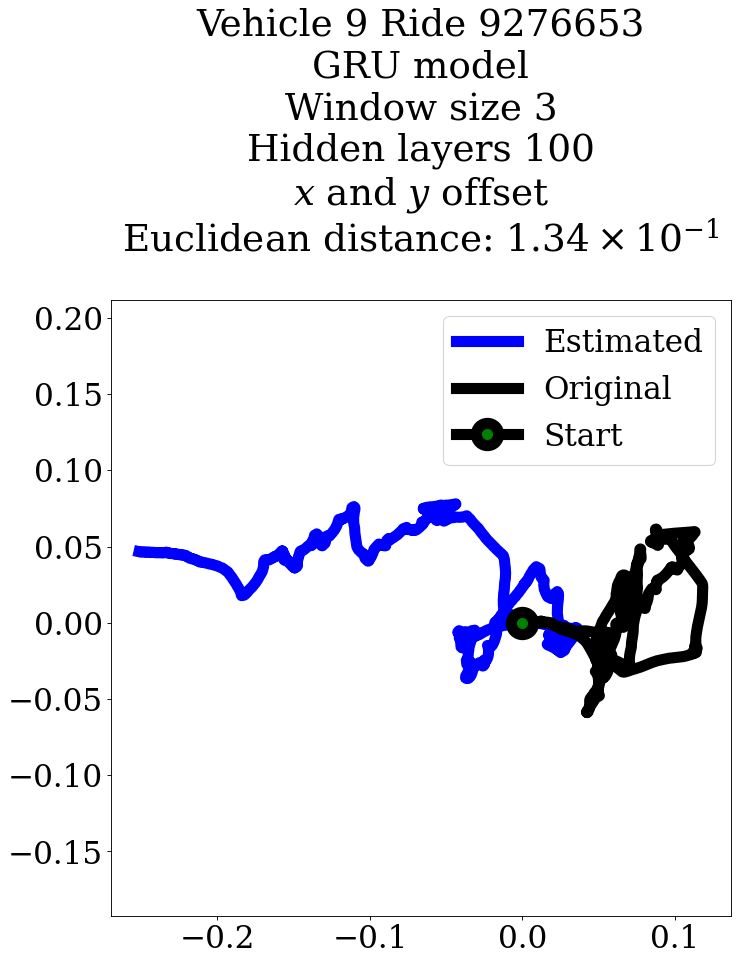 Vehicle 9 Ride 9276653
GRU model
Window size 3
Hidden layers 100
x and y offset
Euclidean distance: 1.34 × 10⁻¹
Estimated
Original
Start
0.20
0.15
0.10
0.05
0.00
−0.05
−0.10
−0.15
−0.2 −0.1 0.0 0.1